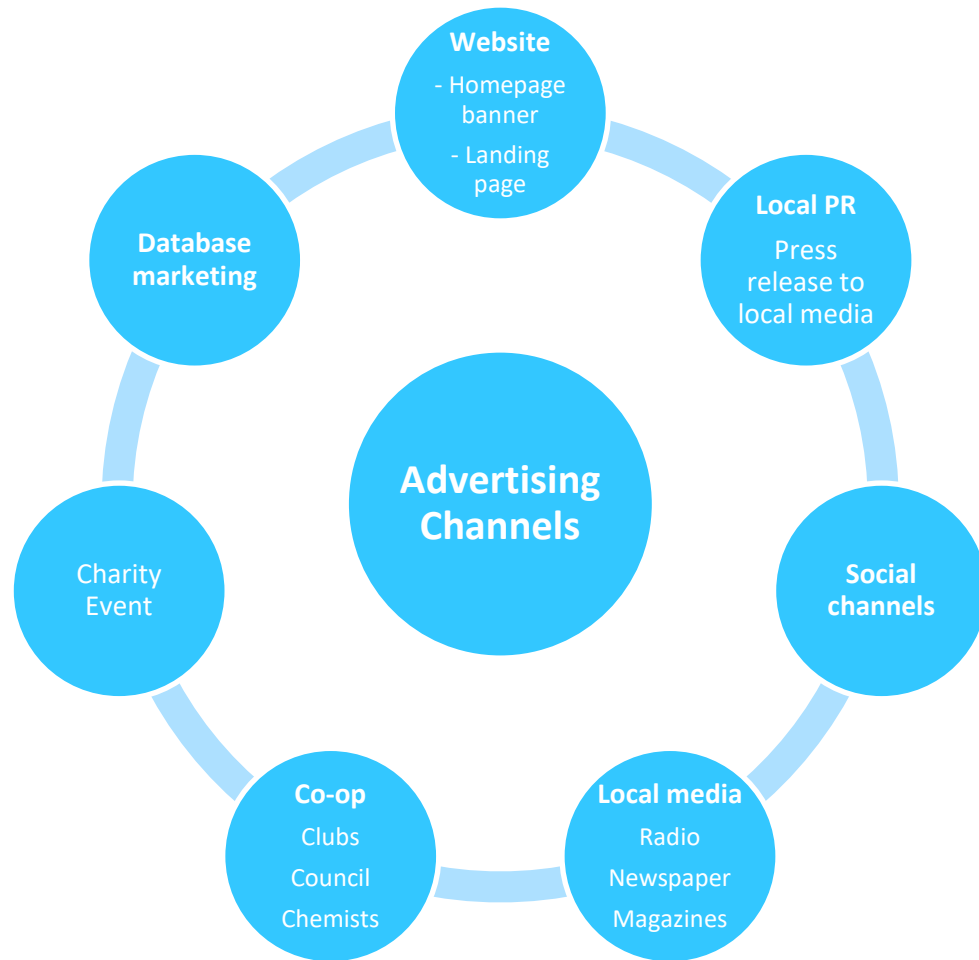 Website
- Homepage
banner
- Landing
page
Local PR
Press
release to
local media
Social
channels
Local media
Radio
Newspaper
Magazines
Co-op
Clubs
Council
Chemists
Charity
Event
Database
marketing
Advertising
Channels